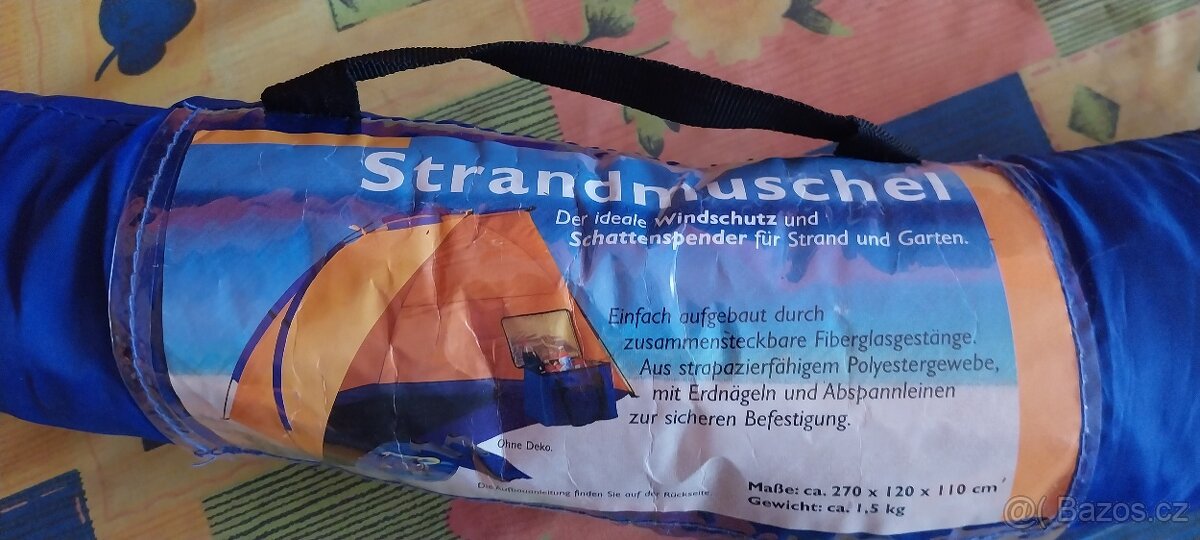 Strandmuschel
Der ideale Windschutz und
Schattenspender für Strand und Garten.
Einfach aufgebaut durch
zusammensteckbare Fiberglasgestänge.
Aus strapazierfähigem Polyestergewebe,
mit Erdnägeln und Abspannleinen
zur sicheren Befestigung.
Ohne Deko.
Die Aufbauanleitung finden Sie auf der Rückseite.
Maße: ca. 270 x 120 x 110 cm
Gewicht: ca. 1,5 kg
Bazos.cz